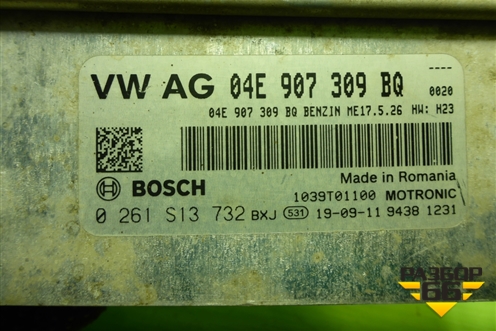 VW AG 04E 907 309 BQ ----
0020
04E 907 309 BQ BENZIN ME17.5.26 HW: H23
Made in Romania
BOSCH
1039T01100 MOTRONIC
0 261 S13 732 BXJ 531 19-09-11 9438 1231
РАЗБОР
66